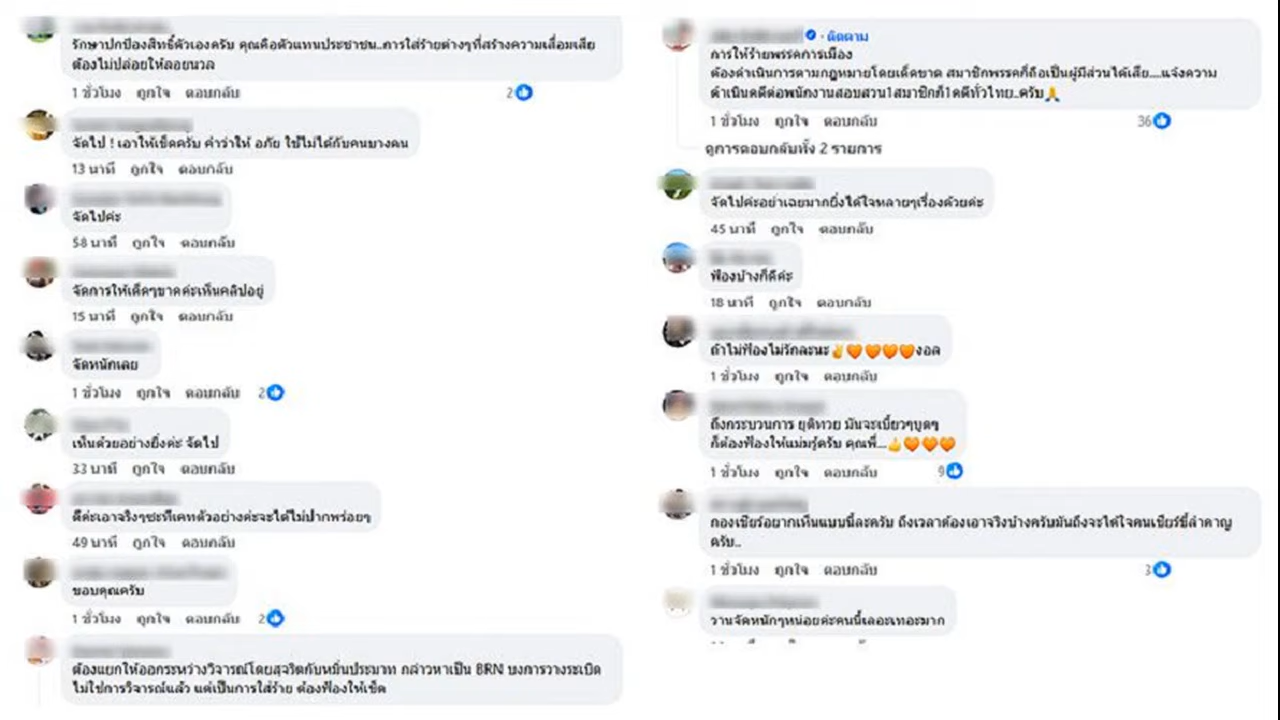 รักษาปกป้องสิทธิ์ตัวเองครับ คุณคือตัวแทนประชาชน..การใส่ร้ายต่างๆที่สร้างความเสื่อมเสีย
ต้องไม่ปล่อยให้ลอยนวล
1 ชั่วโมง ถูกใจ ตอบกลับ 2
จัดไป ! เอาให้เข็ดครับ คำว่าให้ อภัย ใช้ไม่ได้กับคนบางคน
13 นาที ถูกใจ ตอบกลับ
จัดไปค่ะ
58 นาที ถูกใจ ตอบกลับ
จัดการให้เด็ดๆขาดค่ะเห็นคลิปอยู่
15 นาที ถูกใจ ตอบกลับ
จัดหนักเลย
1 ชั่วโมง ถูกใจ ตอบกลับ 2
เห็นด้วยอย่างยิ่งค่ะ จัดไป
33 นาที ถูกใจ ตอบกลับ
ดีค่ะเอาจริงๆซะทีเคทตัวอย่างค่ะจะได้ไม่ปากพร่อยๆ
49 นาที ถูกใจ ตอบกลับ
ขอบคุณครับ
1 ชั่วโมง ถูกใจ ตอบกลับ 2
ต้องแยกให้ออกระหว่างวิจารณ์โดยสุจริตกับหมิ่นประมาท กล่าวหาเป็น BRN บงการวางระเบิด
ไม่ใช่การวิจารณ์แล้ว แต่เป็นการใส่ร้าย ต้องฟ้องให้เข็ด
· ติดตาม
การให้ร้ายพรรคการเมือง
ต้องดำเนินการตามกฎหมายโดยเด็ดขาด สมาชิกพรรคก็ถือเป็นผู้มีส่วนได้เสีย....แจ้งความ
ดำเนินคดีต่อพนักงานสอบสวน1สมาชิกก็1คดีทั่วไทย..ครับ🙏
1 ชั่วโมง ถูกใจ ตอบกลับ 36
ดูการตอบกลับทั้ง 2 รายการ
จัดไปค่ะอย่าเฉยมากยิ่งได้ใจหลายๆเรื่องด้วยค่ะ
45 นาที ถูกใจ ตอบกลับ
ฟ้องบ้างก็ดีค่ะ
18 นาที ถูกใจ ตอบกลับ
ถ้าไม่ฟ้องไม่รักละนะ✌️🧡🧡🧡🧡งอล
1 ชั่วโมง ถูกใจ ตอบกลับ
ถึงกระบวนการ ยุติทวย มันจะเบี้ยวๆบูดๆ
ก็ต้องฟ้องให้แม่มรู้ครับ คุณพี่....👍🧡🧡🧡
1 ชั่วโมง ถูกใจ ตอบกลับ 9
กองเชียร์อยากเห็นแบบนี้ละครับ ถึงเวลาต้องเอาจริงบ้างครับมันถึงจะได้ใจคนเชียร์ขี้ลำคาญ
ครับ..
1 ชั่วโมง ถูกใจ ตอบกลับ 3
วานจัดหนักๆหน่อยค่ะคนนี้เลอะเทอะมาก